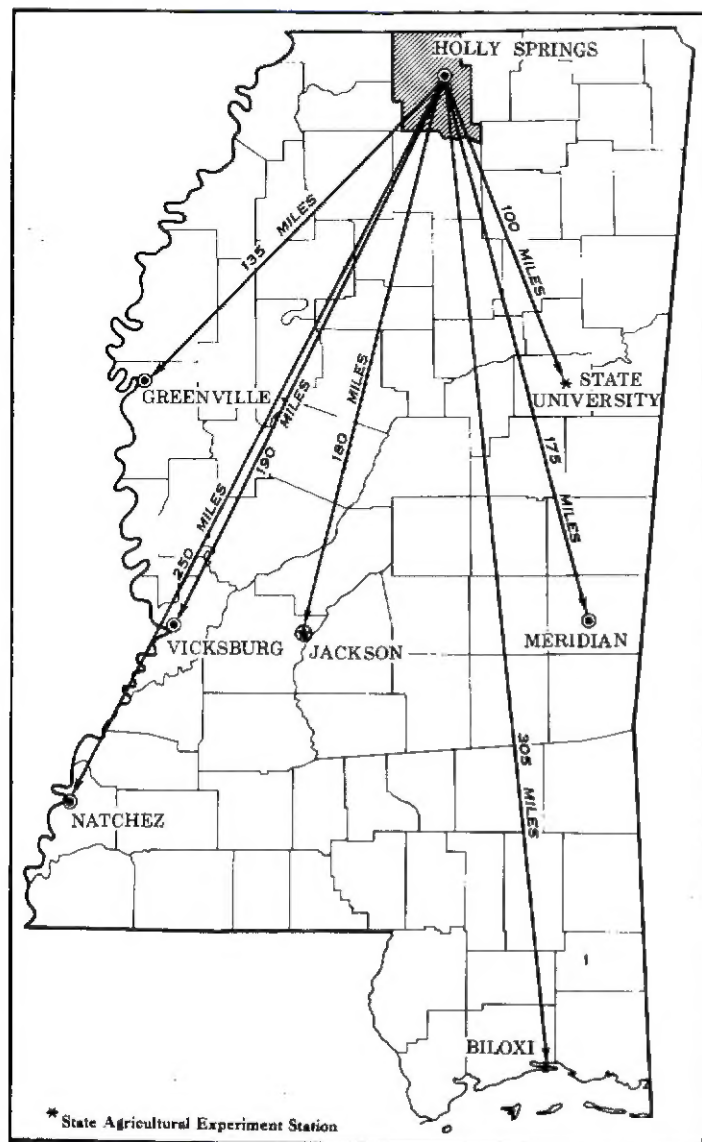 HOLLY SPRINGS
135 MILES
100 MILES
GREENVILLE
250 MILES
190 MILES
180 MILES
* STATE
UNIVERSITY
175 MILES
VICKSBURG
JACKSON
MERIDIAN
305 MILES
NATCHEZ
1
BILOXI
* State Agricultural Experiment Station